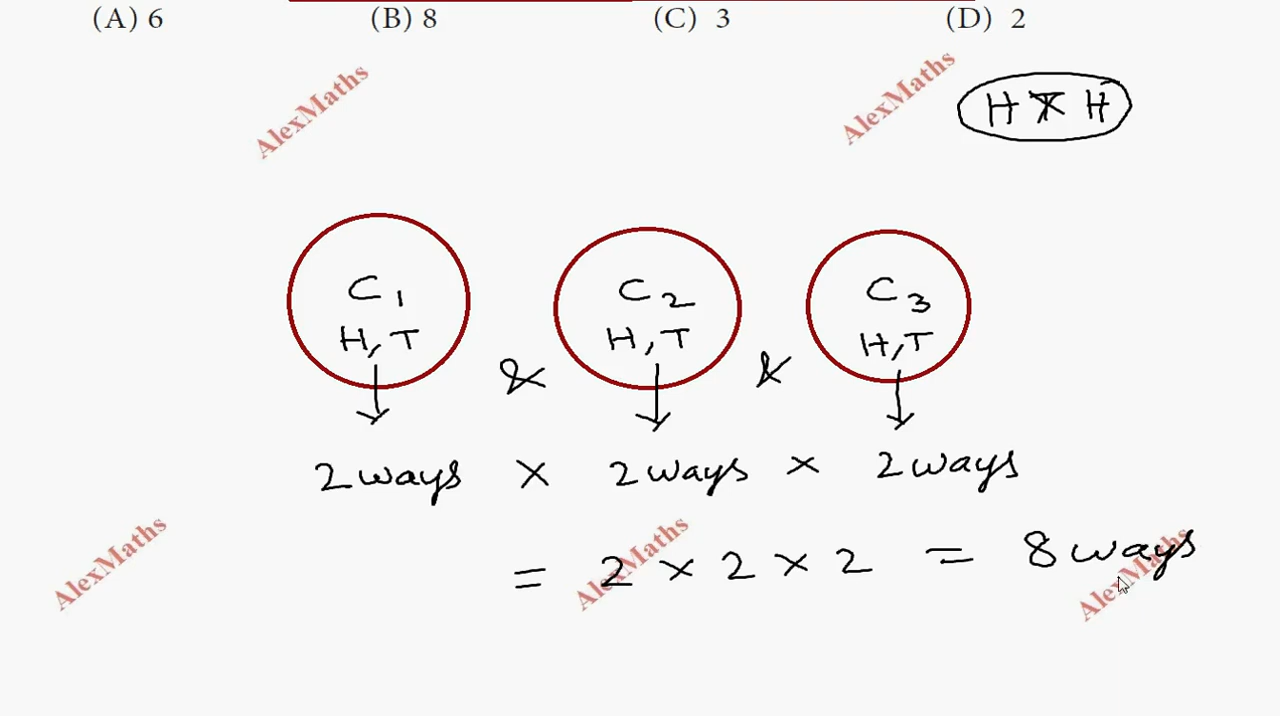 (A) 6 (B) 8 (C) 3 (D) 2
AlexMaths AlexMaths H T H
C1 C2 C3
H, T & H, T & H, T
2 ways × 2 ways × 2 ways
AlexMaths AlexMaths AlexMaths
= 2 × 2 × 2 = 8 ways